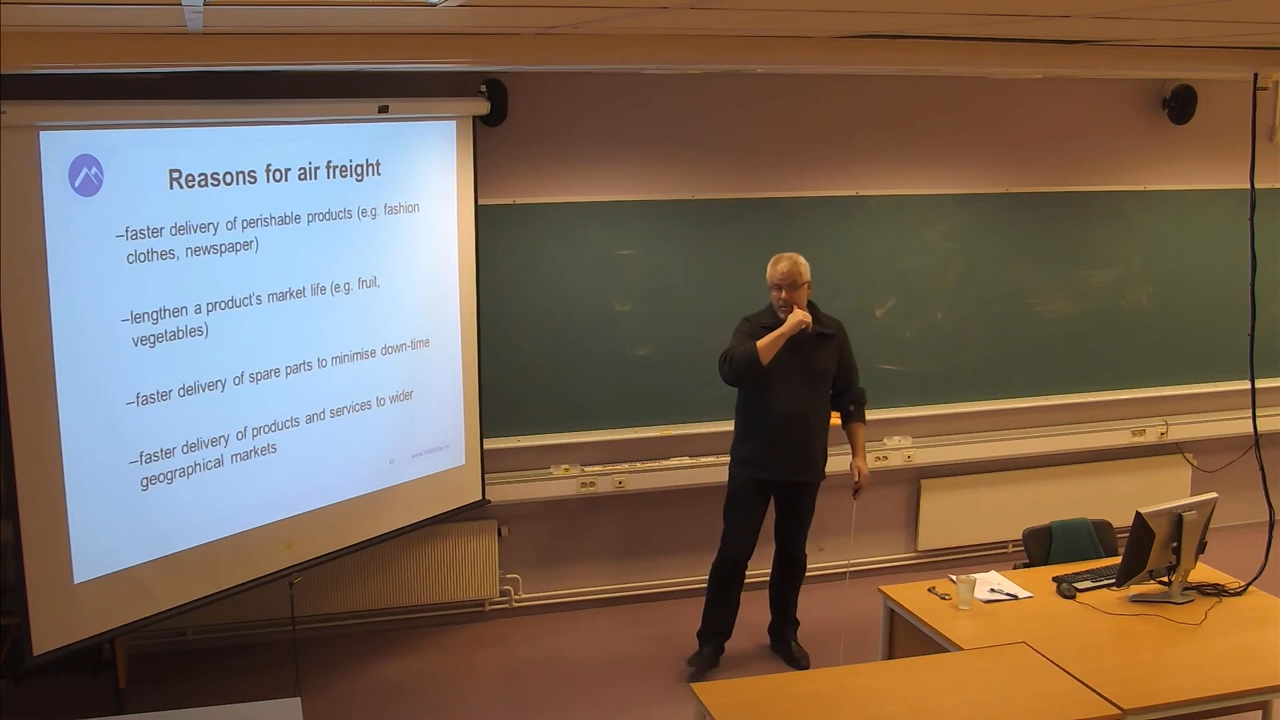 Reasons for air freight
–faster delivery of perishable products (e.g. fashion
clothes, newspaper)
–lengthen a product's market life (e.g. fruit,
vegetables)
–faster delivery of spare parts to minimise down-time
–faster delivery of products and services to wider
geographical markets